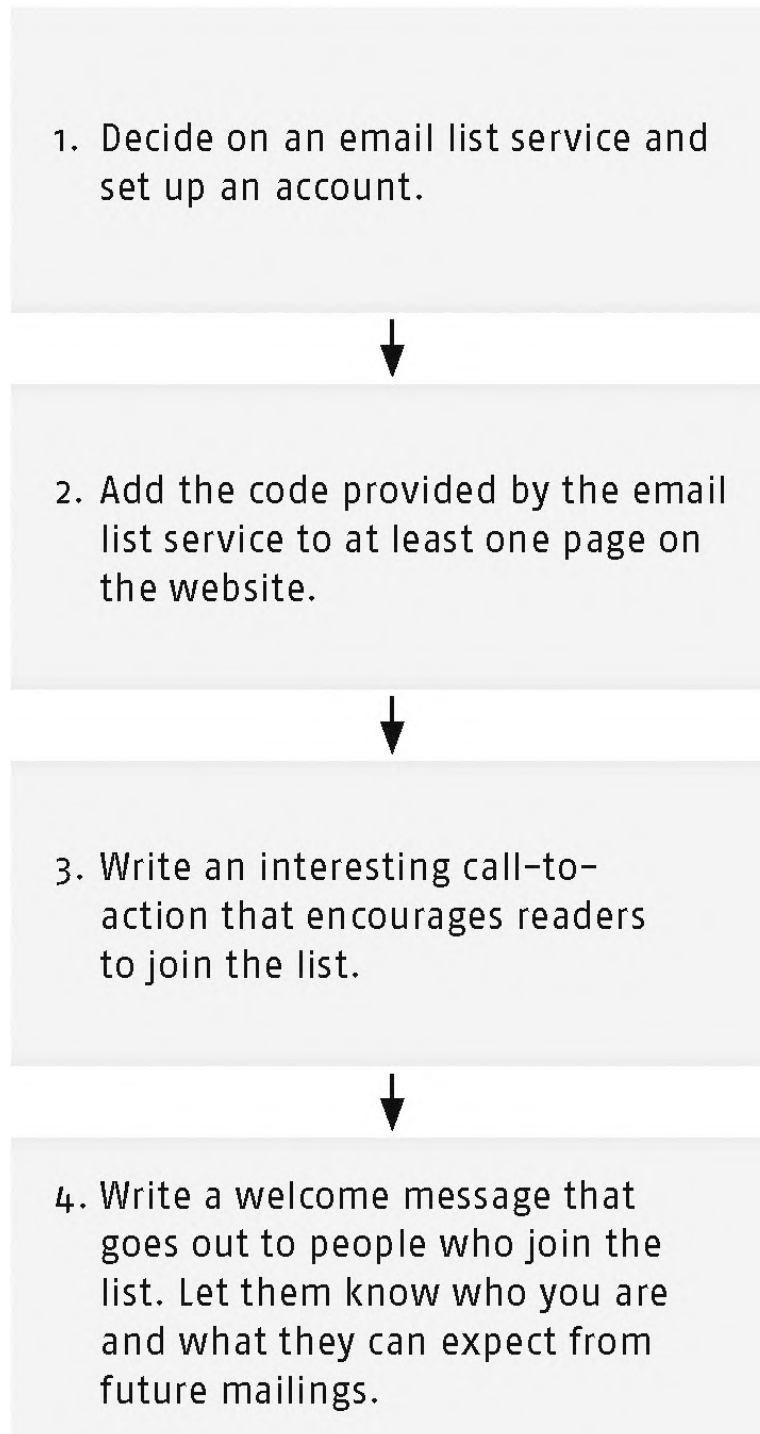 1. Decide on an email list service and
set up an account.
2. Add the code provided by the email
list service to at least one page on
the website.
3. Write an interesting call-to-
action that encourages readers
to join the list.
4. Write a welcome message that
goes out to people who join the
list. Let them know who you are
and what they can expect from
future mailings.